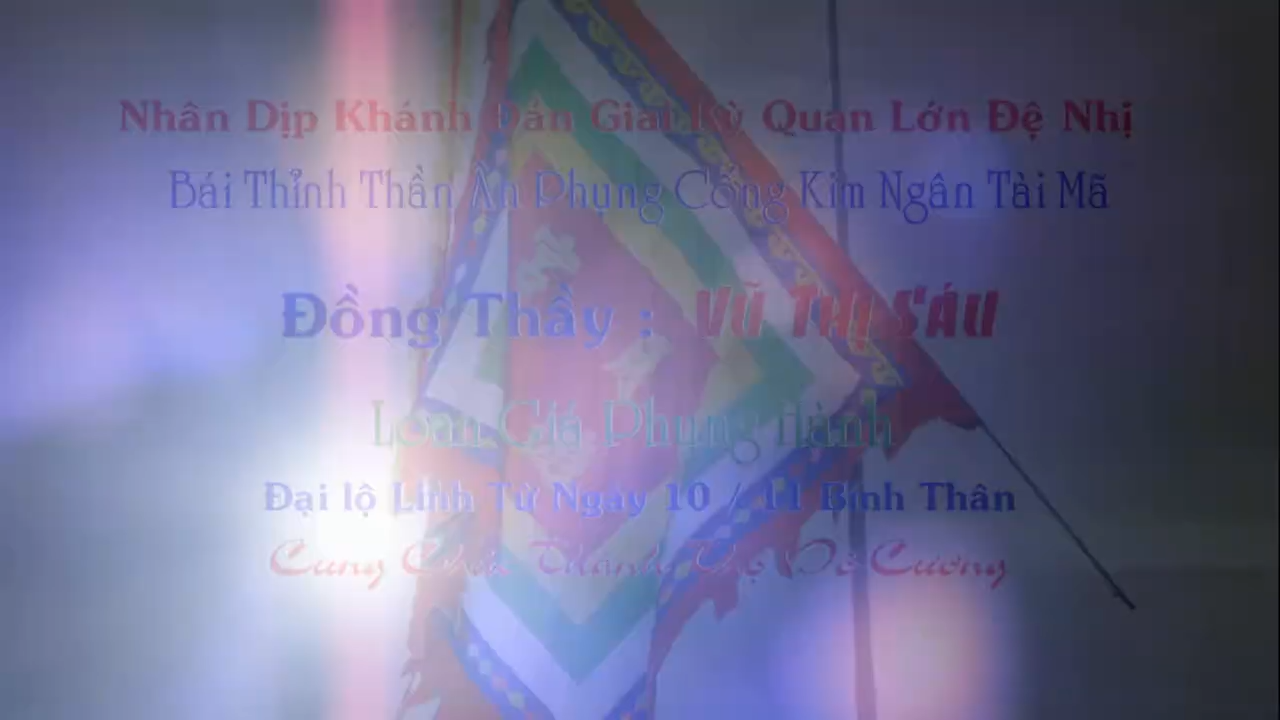 Nhân Dịp Khánh Đản Giai Kỳ Quan Lớn Đệ Nhị
Bái Thỉnh Thần Ân Phụng Cống Kim Ngân Tài Mã
Đồng Thầy : VŨ THỊ SÁU
Loan Giá Phụng Hành
Đại lộ Linh Từ Ngày 10 / 11 Bính Thân
Cung Chúc Thánh Thọ Vô Cương